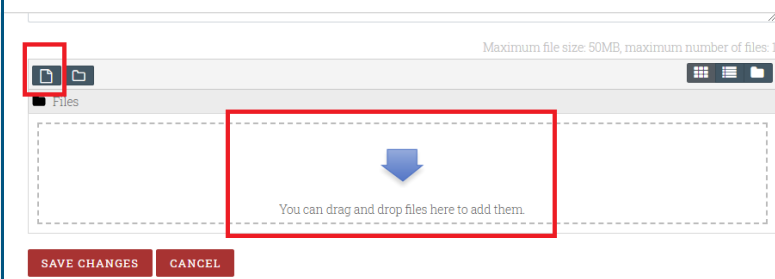 Maximum file size: 50MB, maximum number of files: 1
Files
You can drag and drop files here to add them.
SAVE CHANGES CANCEL